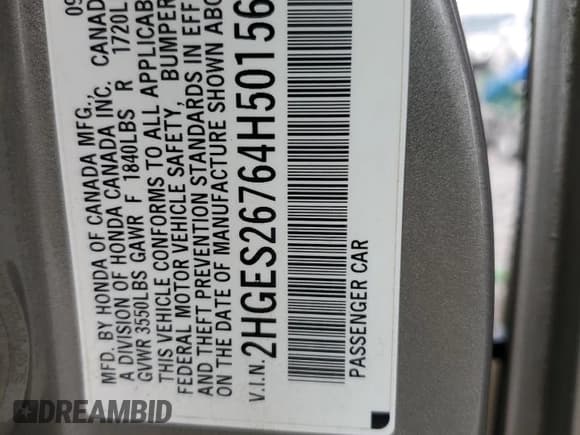 MFD. BY HONDA OF CANADA MFG.,
A DIVISION OF HONDA CANADA INC. CANAD
GVWR 3550LBS GAWR F 1840LBS R 1720L
THIS VEHICLE CONFORMS TO ALL APPLICAB
FEDERAL MOTOR VEHICLE SAFETY, BUMPER
AND THEFT PREVENTION STANDARDS IN EFF
ON THE DATE OF MANUFACTURE SHOWN ABO
V.I.N. 2HGES26764H50156
PASSENGER CAR
DREAMBID